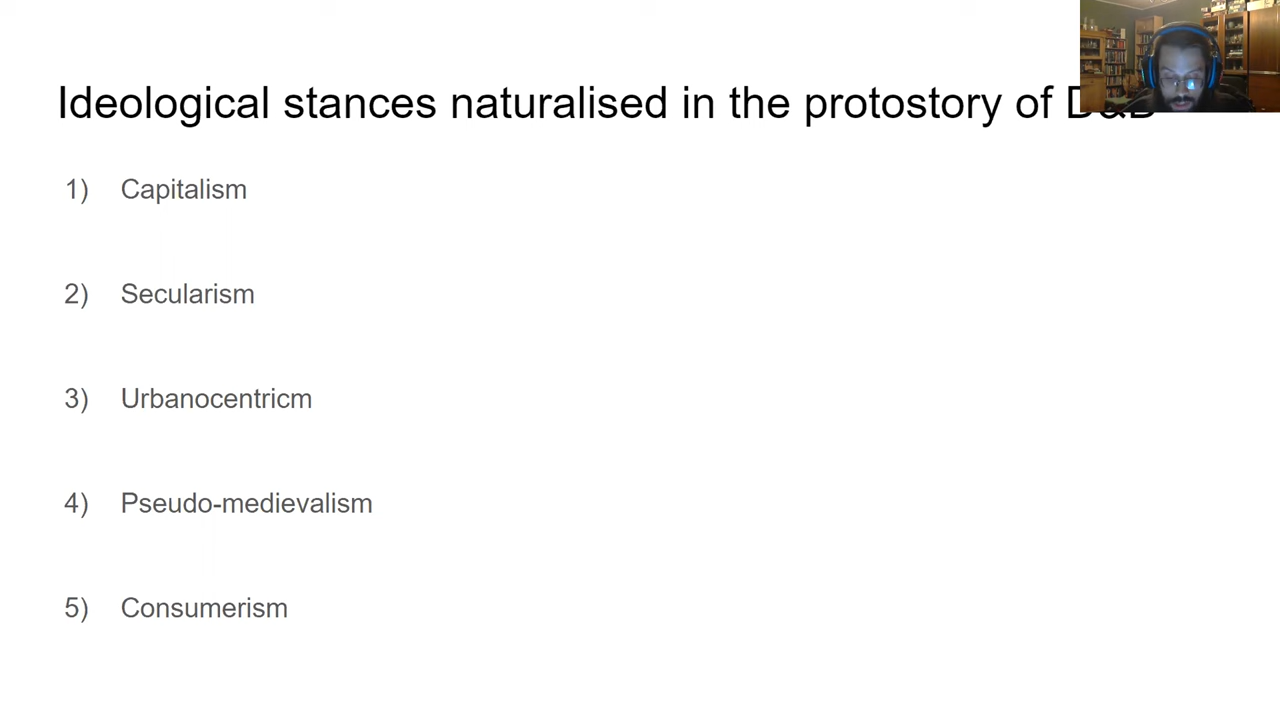 Ideological stances naturalised in the protostory of D&D
1) Capitalism
2) Secularism
3) Urbanocentricm
4) Pseudo-medievalism
5) Consumerism